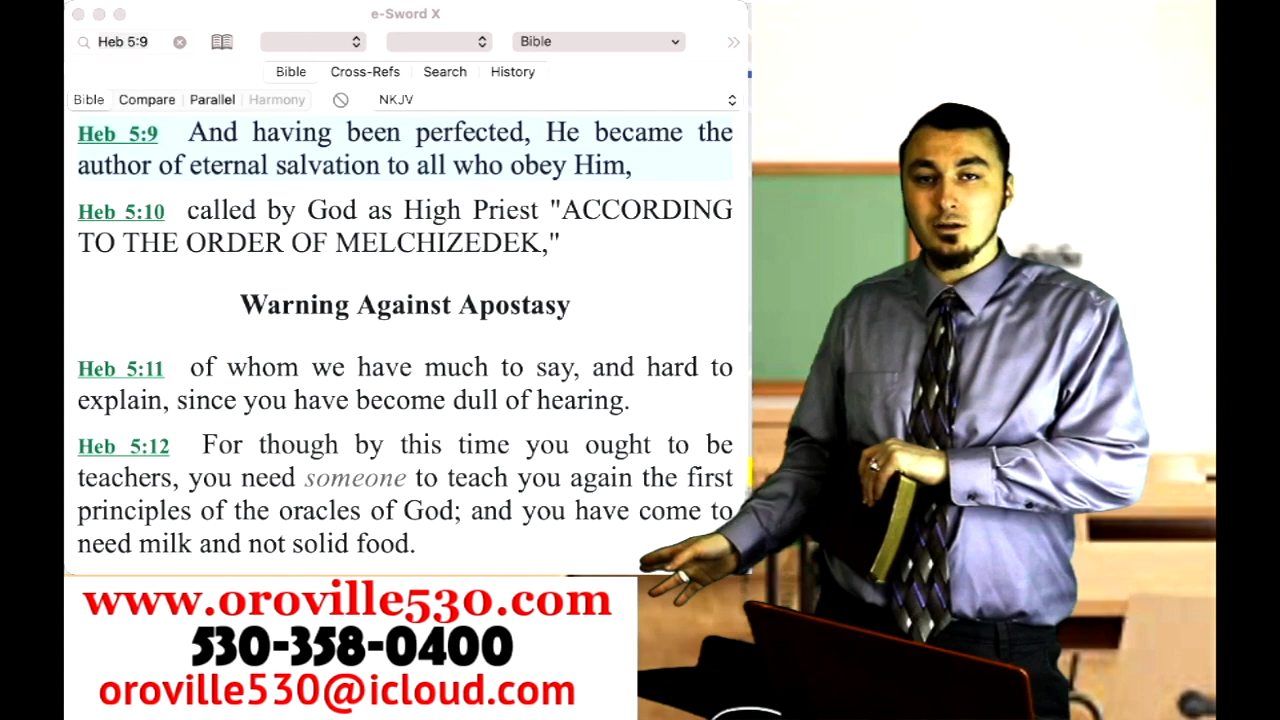 e-Sword X
Heb 5:9
Bible
Bible Cross-Refs Search History
Bible Compare Parallel Harmony NKJV
Heb 5:9 And having been perfected, He became the
author of eternal salvation to all who obey Him,
Heb 5:10 called by God as High Priest "ACCORDING
TO THE ORDER OF MELCHIZEDEK,"
Warning Against Apostasy
Heb 5:11 of whom we have much to say, and hard to
explain, since you have become dull of hearing.
Heb 5:12 For though by this time you ought to be
teachers, you need someone to teach you again the first
principles of the oracles of God; and you have come to
need milk and not solid food.
www.oroville530.com
530-358-0400
oroville530@icloud.com